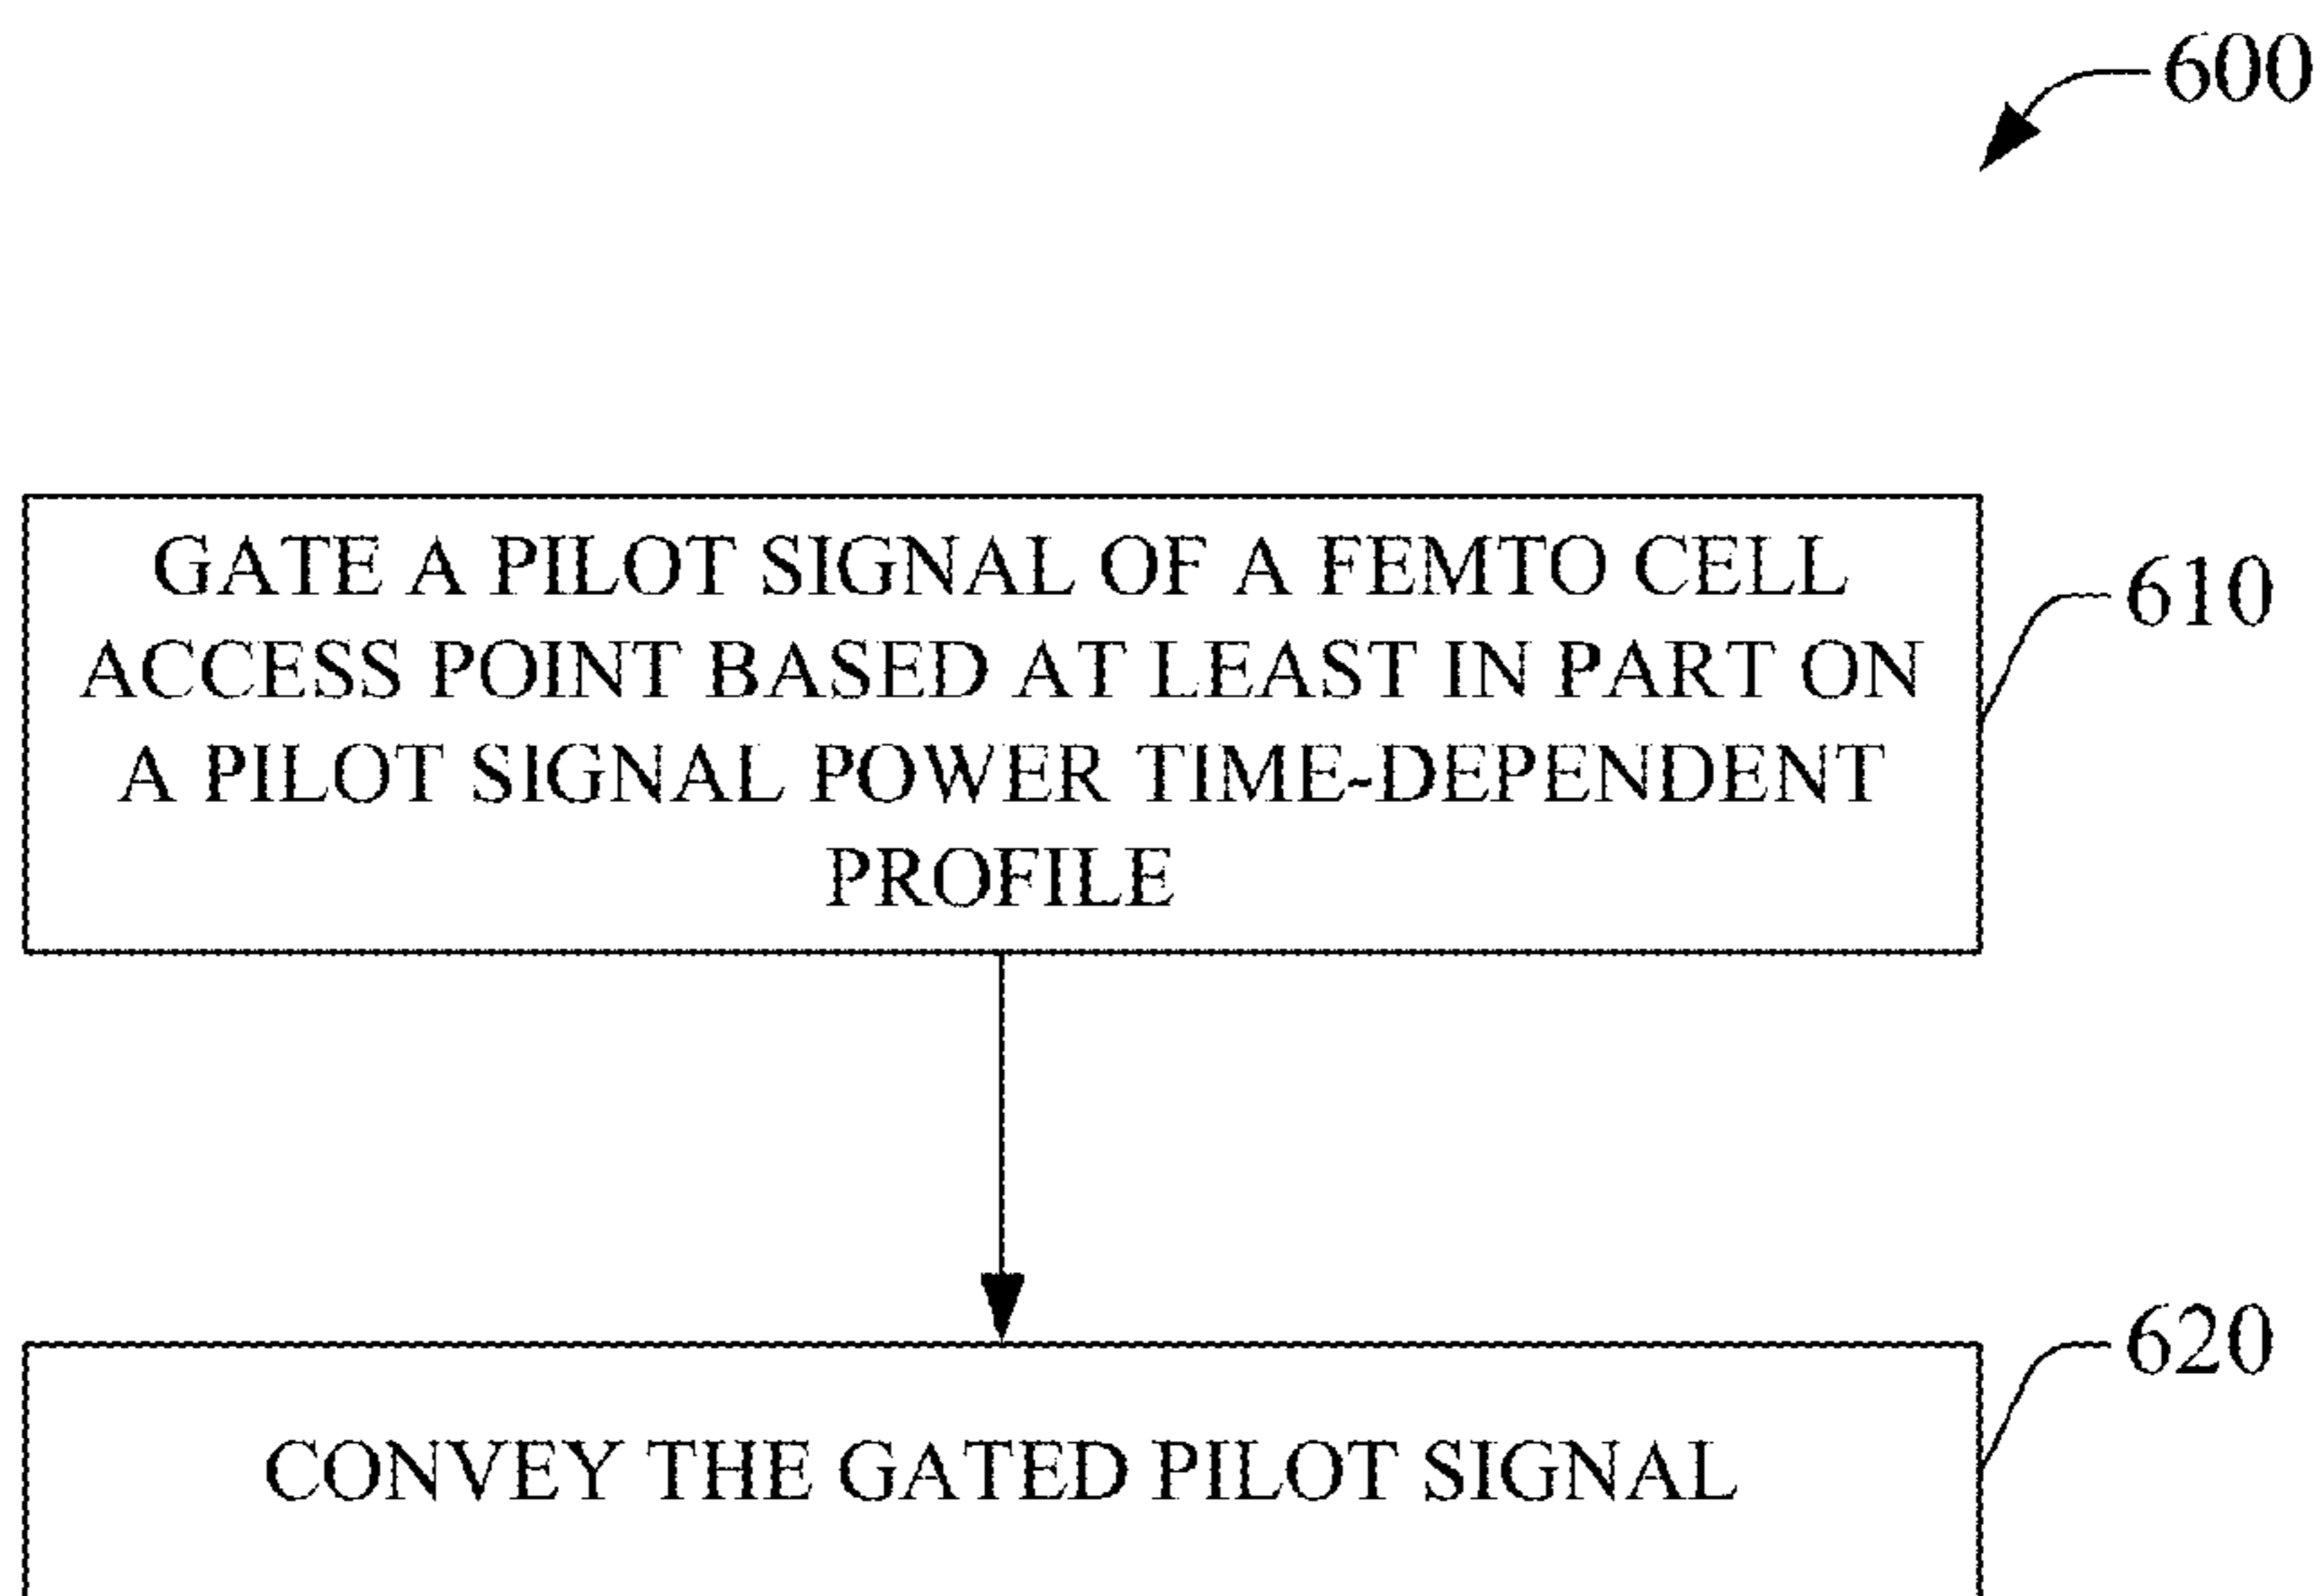 600
GATE A PILOT SIGNAL OF A FEMTO CELL
ACCESS POINT BASED AT LEAST IN PART ON
A PILOT SIGNAL POWER TIME-DEPENDENT
PROFILE
610
620
CONVEY THE GATED PILOT SIGNAL